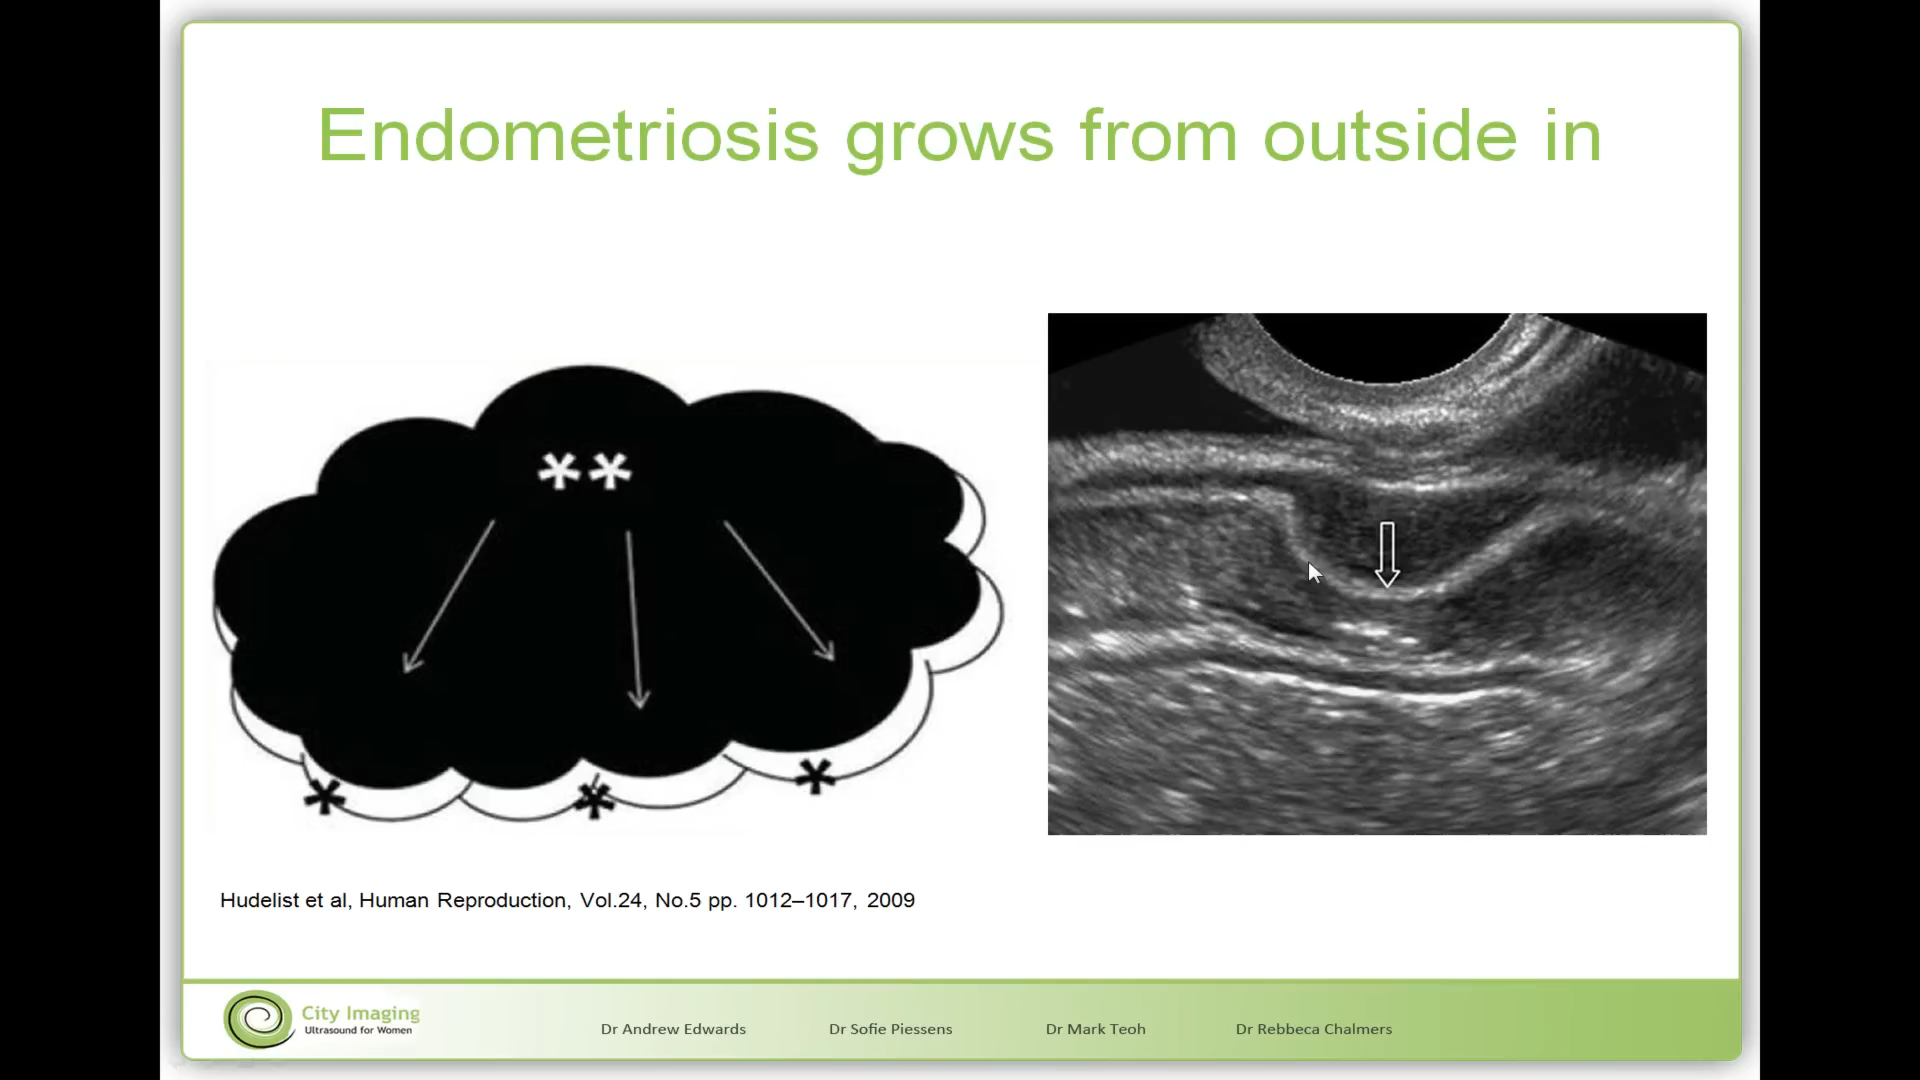 Endometriosis grows from outside in
**
*
*
*
Hudelist et al, Human Reproduction, Vol.24, No.5 pp. 1012–1017, 2009
City Imaging
Ultrasound for Women
Dr Andrew Edwards
Dr Sofie Piessens
Dr Mark Teoh
Dr Rebbeca Chalmers